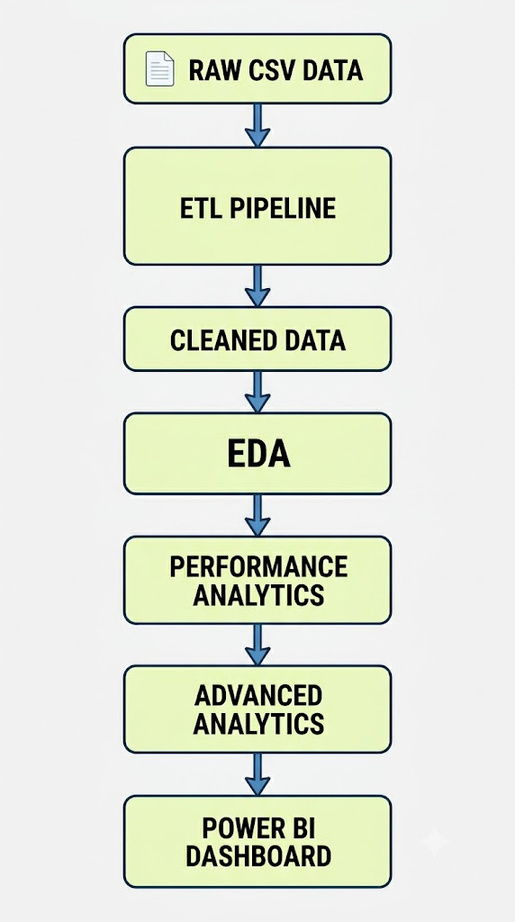 RAW CSV DATA
ETL PIPELINE
CLEANED DATA
EDA
PERFORMANCE
ANALYTICS
ADVANCED
ANALYTICS
POWER BI
DASHBOARD